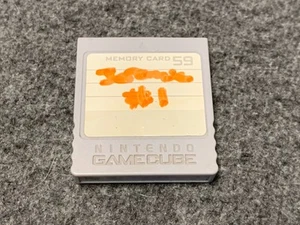 MEMORY CARD 59
#1
NINTENDO
GAMECUBE